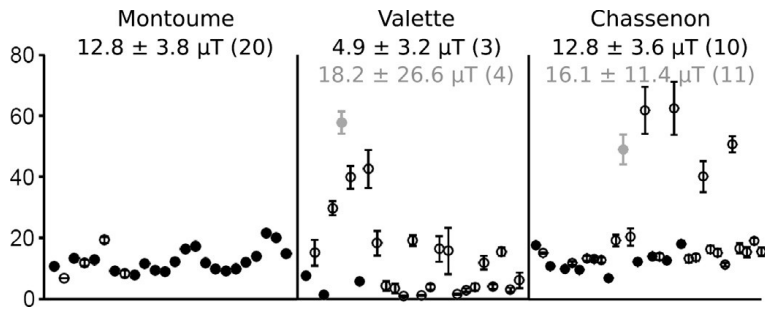 Montoume
12.8 ± 3.8 µT (20)
Valette
4.9 ± 3.2 µT (3)
18.2 ± 26.6 µT (4)
Chassenon
12.8 ± 3.6 µT (10)
16.1 ± 11.4 µT (11)
80
60
40
20
0